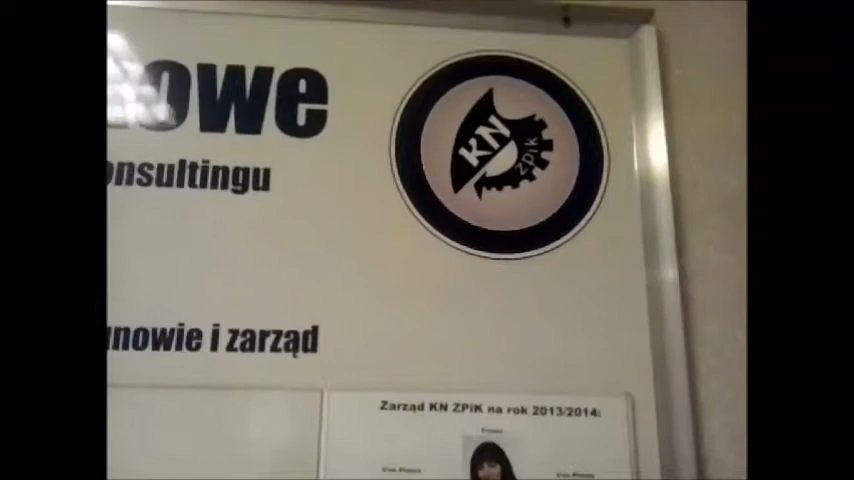 owe
KN
zpik
onsultingu
unowie i zarząd
Zarząd KN ZPiK na rok 2013/2014: